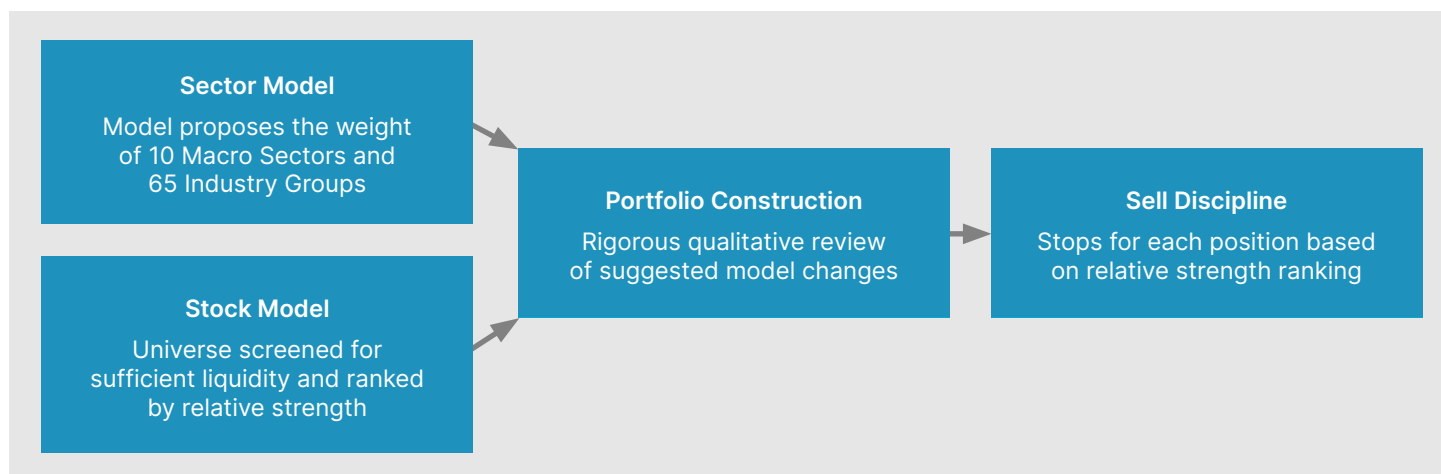 Sector Model
Model proposes the weight
of 10 Macro Sectors and
65 Industry Groups
Stock Model
Universe screened for
sufficient liquidity and ranked
by relative strength
Portfolio Construction
Rigorous qualitative review
of suggested model changes
Sell Discipline
Stops for each position based
on relative strength ranking